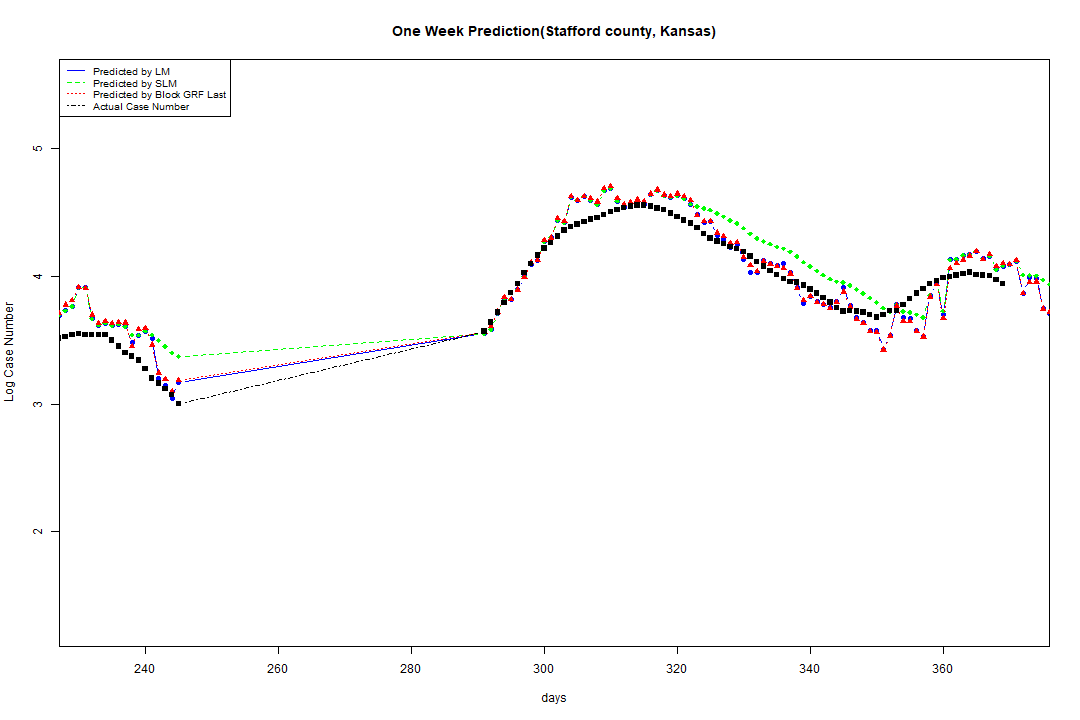 One Week Prediction(Stafford county, Kansas)
Predicted by LM
Predicted by SLM
Predicted by Block GRF Last
Actual Case Number
5
4
3
2
Log Case Number
240 260 280 300 320 340 360
days